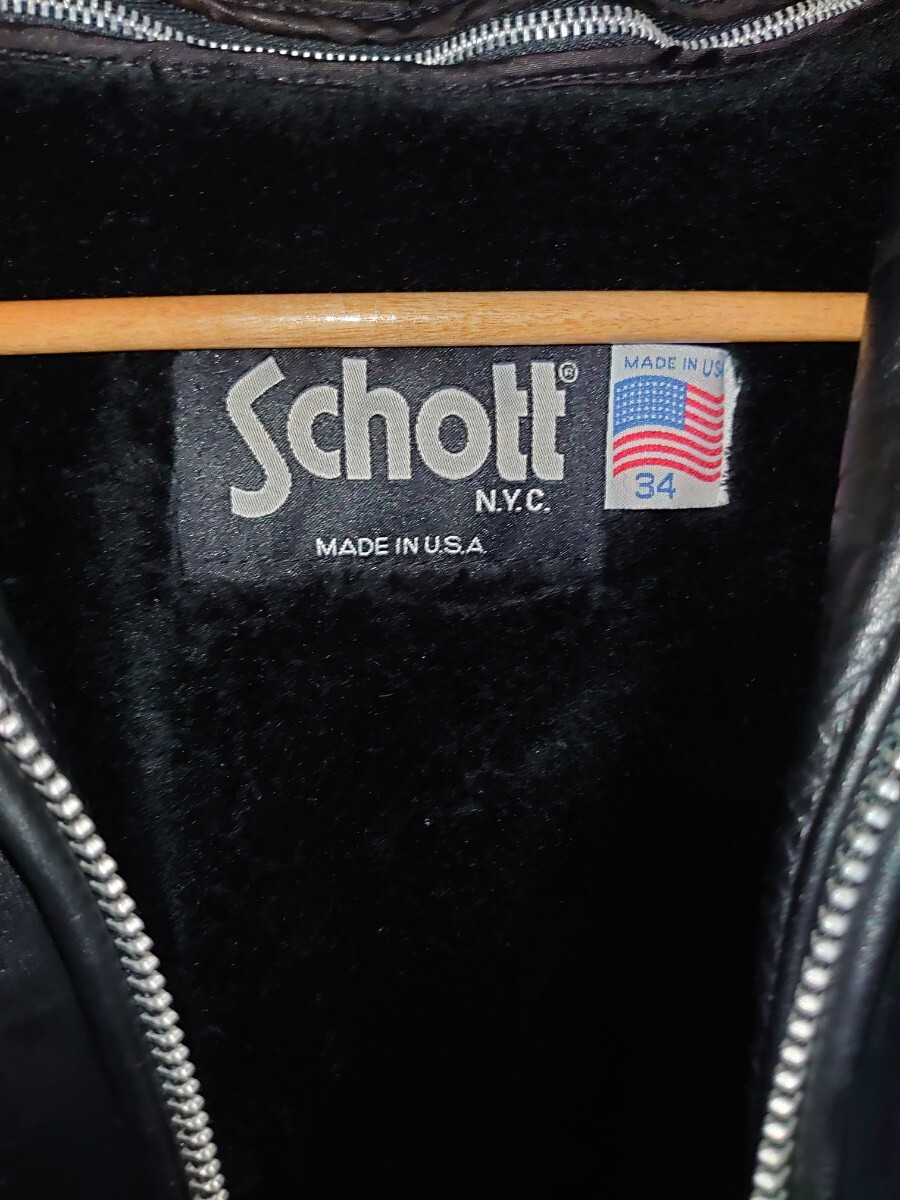 Schott®
N.Y.C.
MADE IN U.S.A
MADE IN USA
34